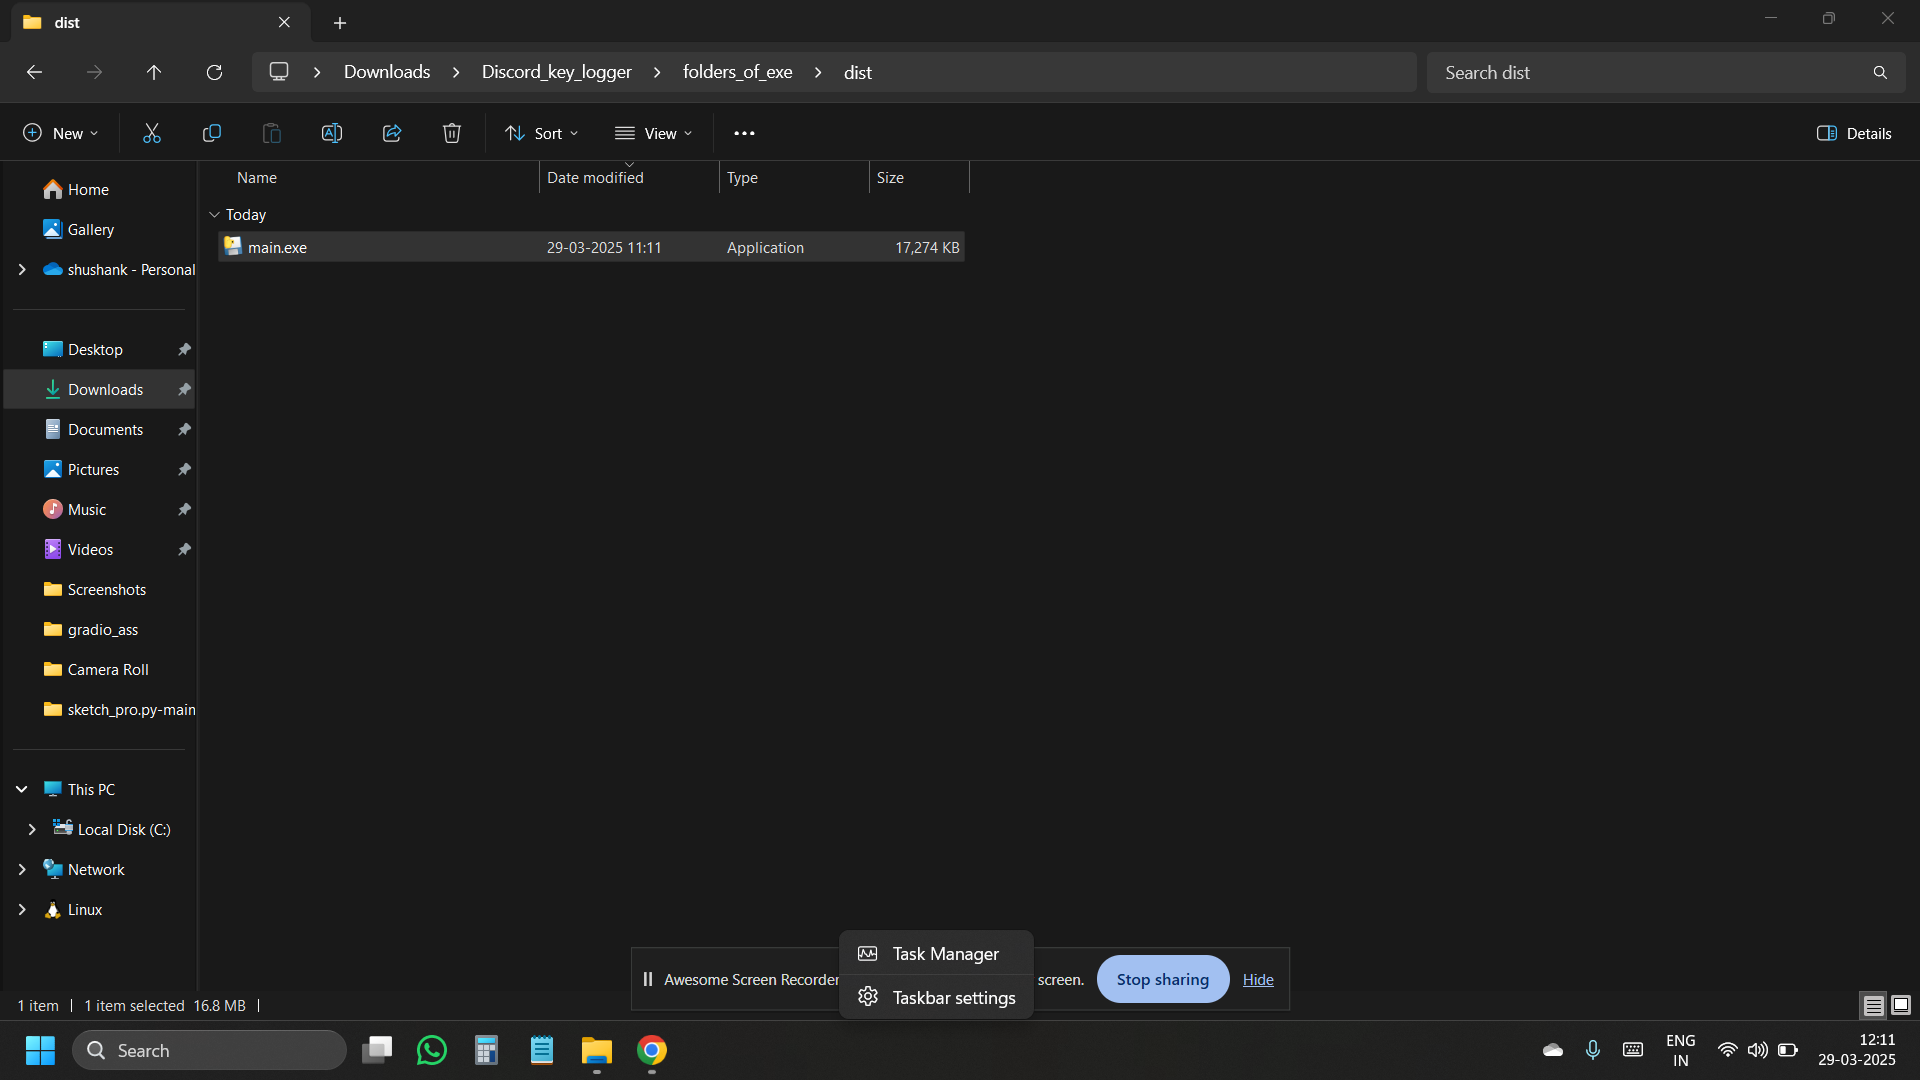 dist
Downloads > Discord_key_logger > folders_of_exe > dist
Search dist
New
Sort
View
Details
Home
Gallery
shushank - Personal
Desktop
Downloads
Documents
Pictures
Music
Videos
Screenshots
gradio_ass
Camera Roll
sketch_pro.py-main
This PC
Local Disk (C:)
Network
Linux
Name Date modified Type Size
Today
main.exe 29-03-2025 11:11 Application 17,274 KB
Task Manager
Taskbar settings
Awesome Screen Recorder screen. Stop sharing Hide
1 item 1 item selected 16.8 MB
Search
ENG
IN
12:11
29-03-2025